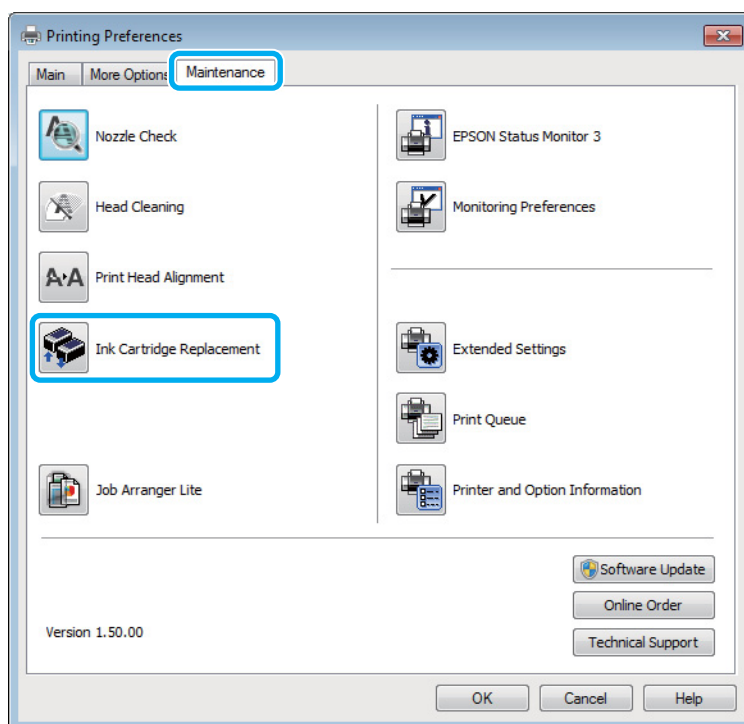 Printing Preferences
Main
More Options
Maintenance
Nozzle Check
Head Cleaning
A A Print Head Alignment
Ink Cartridge Replacement
Job Arranger Lite
EPSON Status Monitor 3
Monitoring Preferences
Extended Settings
Print Queue
Printer and Option Information
Software Update
Online Order
Technical Support
Version 1.50.00
OK
Cancel
Help